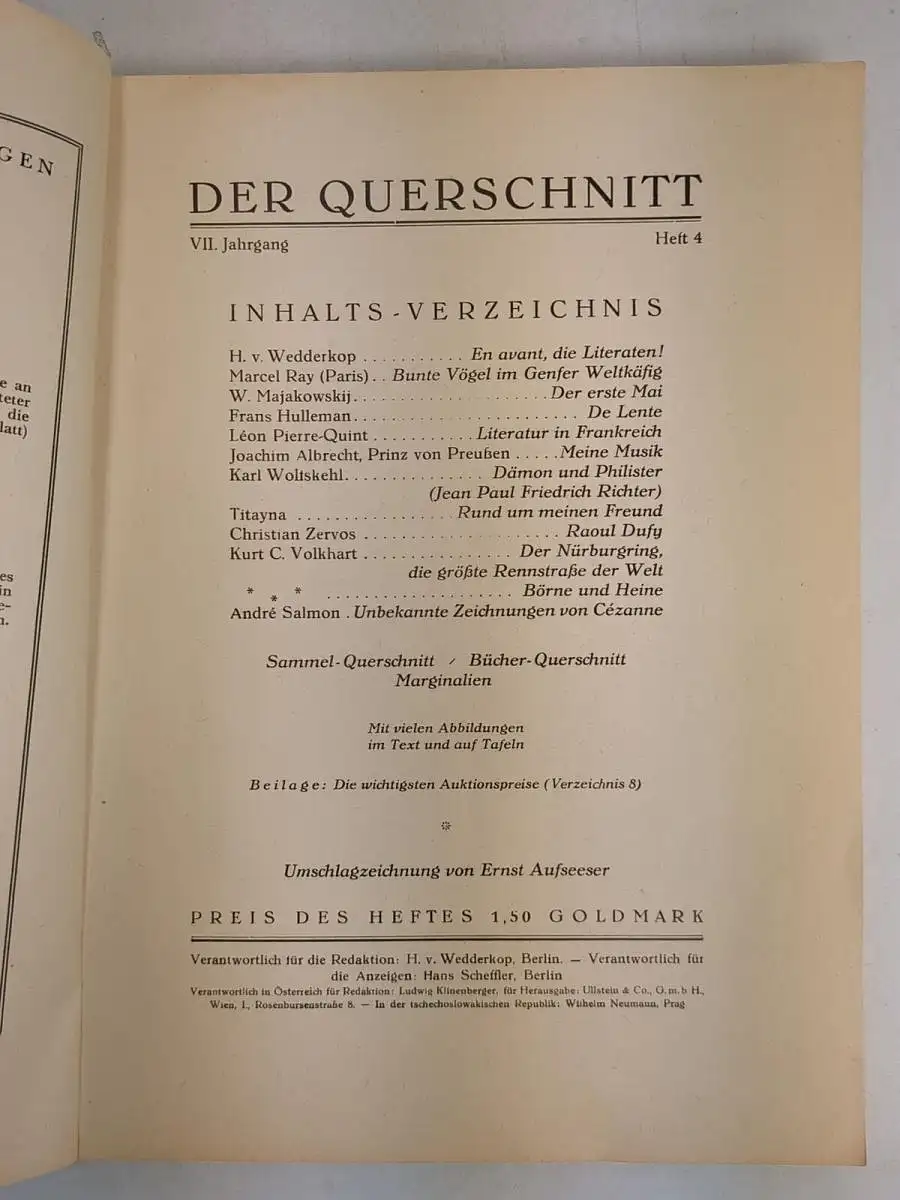 GEN
e an
teter
die
latt)
es
in
e-
n.
DER QUERSCHNITT
VII. Jahrgang Heft 4
INHALTS-VERZEICHNIS
H. v. Wedderkop . . . . . . . . . . . En avant, die Literaten!
Marcel Ray (Paris) . . Bunte Vögel im Genfer Weltkäfig
W. Majakowskij. . . . . . . . . . . . . . . . . . . . Der erste Mai
Frans Hulleman. . . . . . . . . . . . . . . . . . . . . . . . De Lente
Léon Pierre-Quint . . . . . . . . . . . Literatur in Frankreich
Joachim Albrecht, Prinz von Preußen . . . . . Meine Musik
Karl Wolfskehl. . . . . . . . . . . . . . . Dämon und Philister
(Jean Paul Friedrich Richter)
Titayna . . . . . . . . . . . . . . . . . Rund um meinen Freund
Christian Zervos . . . . . . . . . . . . . . . . . . . . . Raoul Dufy
Kurt C. Volkhart . . . . . . . . . . . . . . . . Der Nürburgring,
die größte Rennstraße der Welt
* * * . . . . . . . . . . . . . . . . . . . . Börne und Heine
André Salmon . Unbekannte Zeichnungen von Cézanne
Sammel-Querschnitt / Bücher-Querschnitt
Marginalien
Mit vielen Abbildungen
im Text und auf Tafeln
Beilage: Die wichtigsten Auktionspreise (Verzeichnis 8)
Umschlagzeichnung von Ernst Aufseeser
PREIS DES HEFTES 1,50 GOLDMARK
Verantwortlich für die Redaktion: H. v. Wedderkop, Berlin. — Verantwortlich für
die Anzeigen: Hans Scheffler, Berlin
Verantwortlich in Österreich für Redaktion: Ludwig Klinenberger, für Herausgabe: Ullstein & Co., G. m. b H.,
Wien, I., Rosenbursenstraße 8. — In der tschechoslowakischen Republik: Wilhelm Neumann, Prag